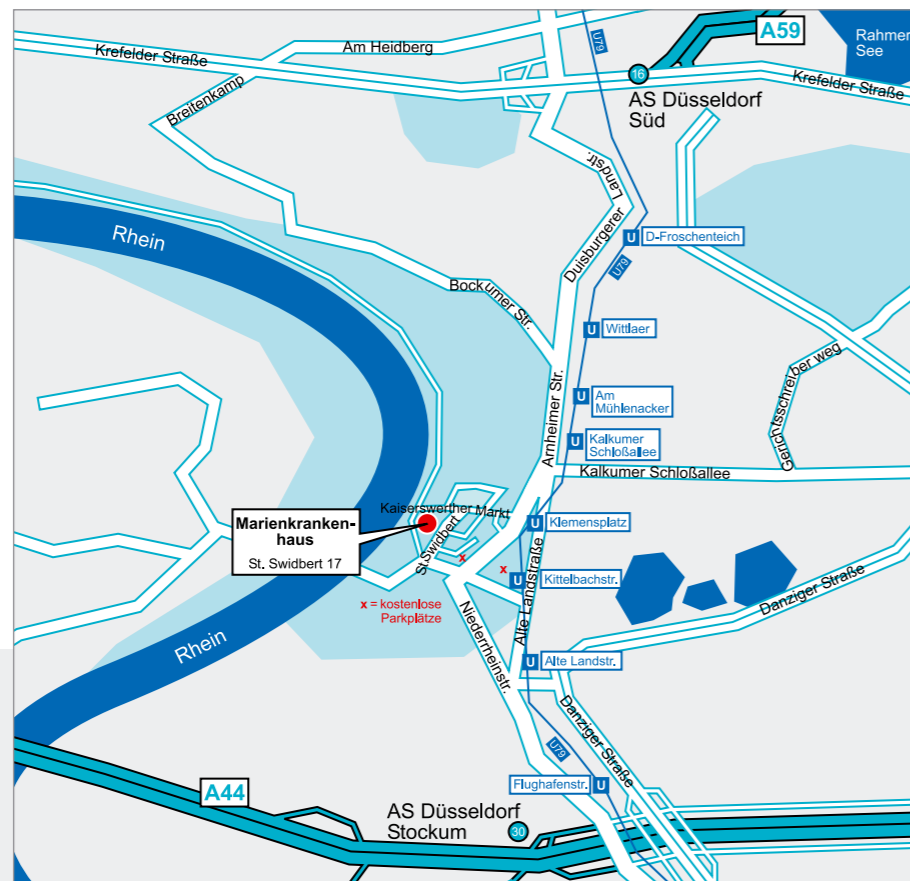 U79
A59
Rahmer
See
Am Heidberg
Krefelder Straße
16
Krefelder Straße
AS Düsseldorf
Süd
Breitenkamp
Landstr.
Duisburgerer
Rhein
U
D-Froschenteich
U79
Bockumer Str.
U
Wittlaer
Gerichtsschreiber weg
U
Am
Mühlenacker
Arnheimer Str.
U
Kalkumer
Schloßallee
Kalkumer Schloßallee
Kaiserswerther Markt
Marienkranken-
haus
St. Swidbert 17
St.Swidbert
U
Klemensplatz
x
x
U
Kittelbachstr.
x = kostenlose
Parkplätze
Alte Landstraße
Danziger Straße
Niederrheinstr.
Rhein
U
Alte Landstr.
Danziger Straße
U79
Flughafenstr.
U
A44
AS Düsseldorf
Stockum
30